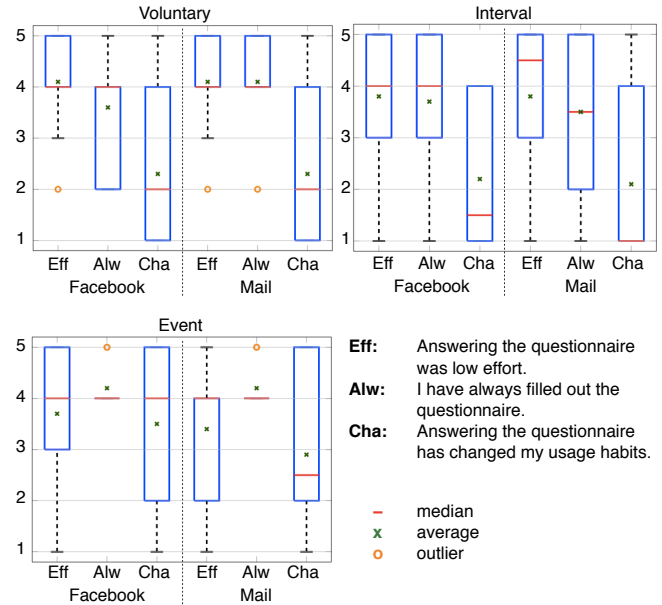 Voluntary
5
4
3
2
1
Eff Alw Cha Eff Alw Cha
Facebook Mail
Interval
5
4
3
2
1
Eff Alw Cha Eff Alw Cha
Facebook Mail
Event
5
4
3
2
1
Eff Alw Cha Eff Alw Cha
Facebook Mail
Eff: Answering the questionnaire
was low effort.
Alw: I have always filled out the
questionnaire.
Cha: Answering the questionnaire
has changed my usage habits.
median
average
outlier